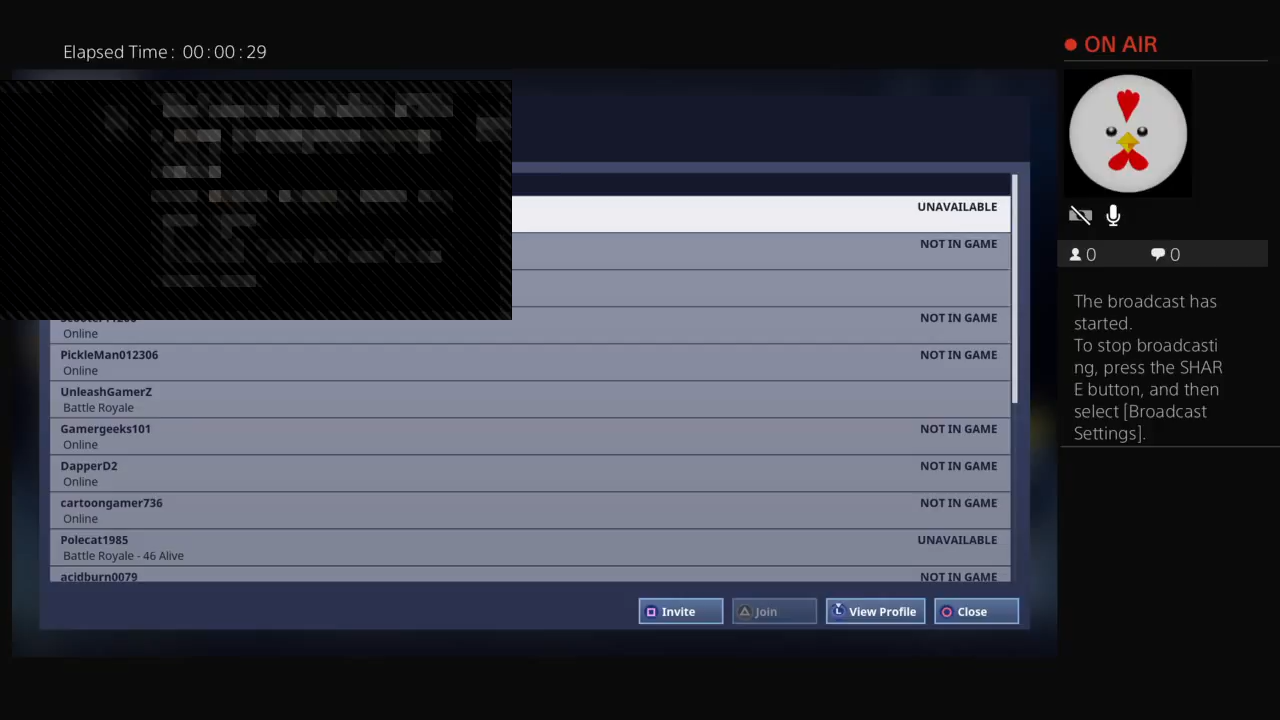 Elapsed Time: 00:00:29
ON AIR
0 0
The broadcast has
started.
To stop broadcasti
ng, press the SHAR
E button, and then
select [Broadcast
Settings].
UNAVAILABLE
NOT IN GAME
NOT IN GAME
Online
PickleMan012306 NOT IN GAME
Online
UnleashGamerZ
Battle Royale
Gamergeeks101 NOT IN GAME
Online
DapperD2 NOT IN GAME
Online
cartoongamer736 NOT IN GAME
Online
Polecat1985 UNAVAILABLE
Battle Royale - 46 Alive
acidburn0079 NOT IN GAME
Invite Join View Profile Close